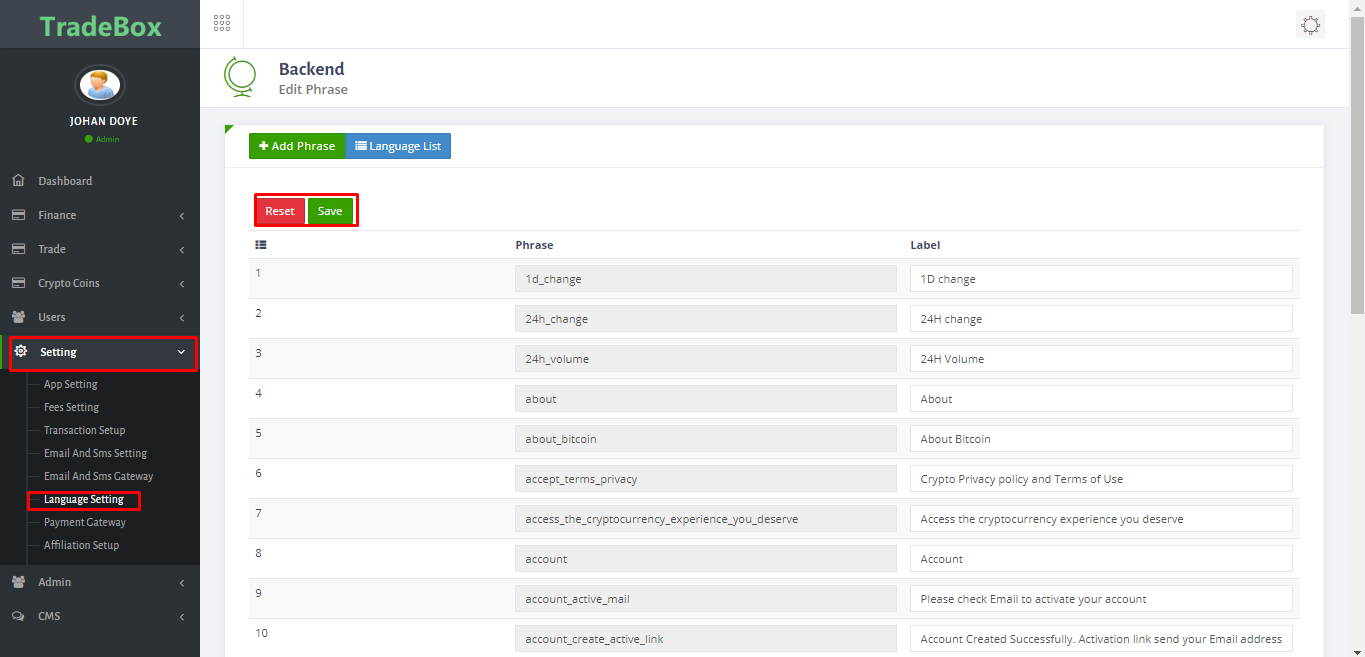 TradeBox
JOHAN DOYE
Admin
Dashboard
Finance
Trade
Crypto Coins
Users
Setting
App Setting
Fees Setting
Transaction Setup
Email And Sms Setting
Email And Sms Gateway
Language Setting
Payment Gateway
Affiliation Setup
Admin
CMS
Backend
Edit Phrase
Add Phrase Language List
Reset Save
Phrase Label
1 1d_change 1D change
2 24h_change 24H change
3 24h_volume 24H Volume
4 about About
5 about_bitcoin About Bitcoin
6 accept_terms_privacy Crypto Privacy policy and Terms of Use
7 access_the_cryptocurrency_experience_you_deserve Access the cryptocurrency experience you deserve
8 account Account
9 account_active_mail Please check Email to activate your account
10 account_create_active_link Account Created Successfully. Activation link send your Email address